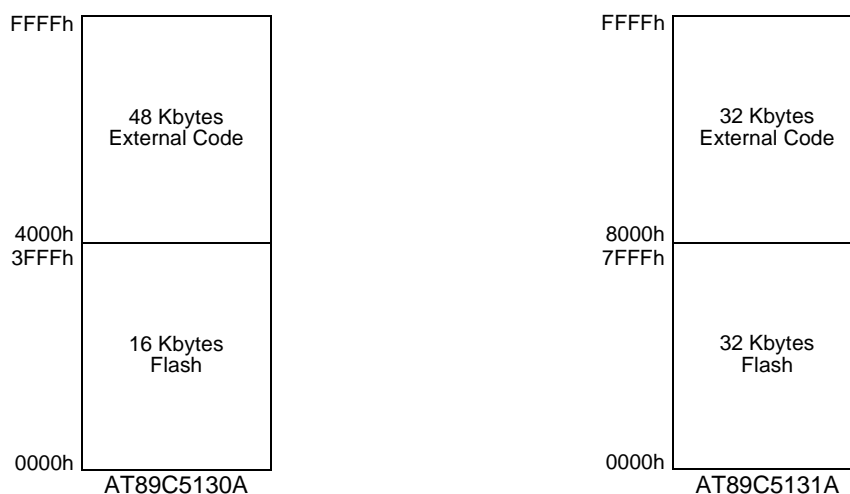 FFFFh
48 Kbytes
External Code
4000h
3FFFh
16 Kbytes
Flash
0000h
AT89C5130A
FFFFh
32 Kbytes
External Code
8000h
7FFFh
32 Kbytes
Flash
0000h
AT89C5131A